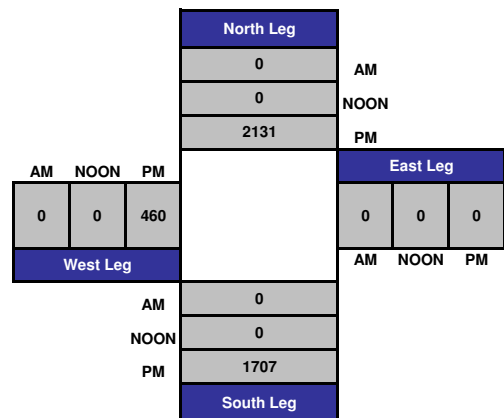 North Leg
0 AM
0 NOON
2131 PM
AM NOON PM East Leg
0 0 460 0 0 0
West Leg AM NOON PM
AM 0
NOON 0
PM 1707
South Leg